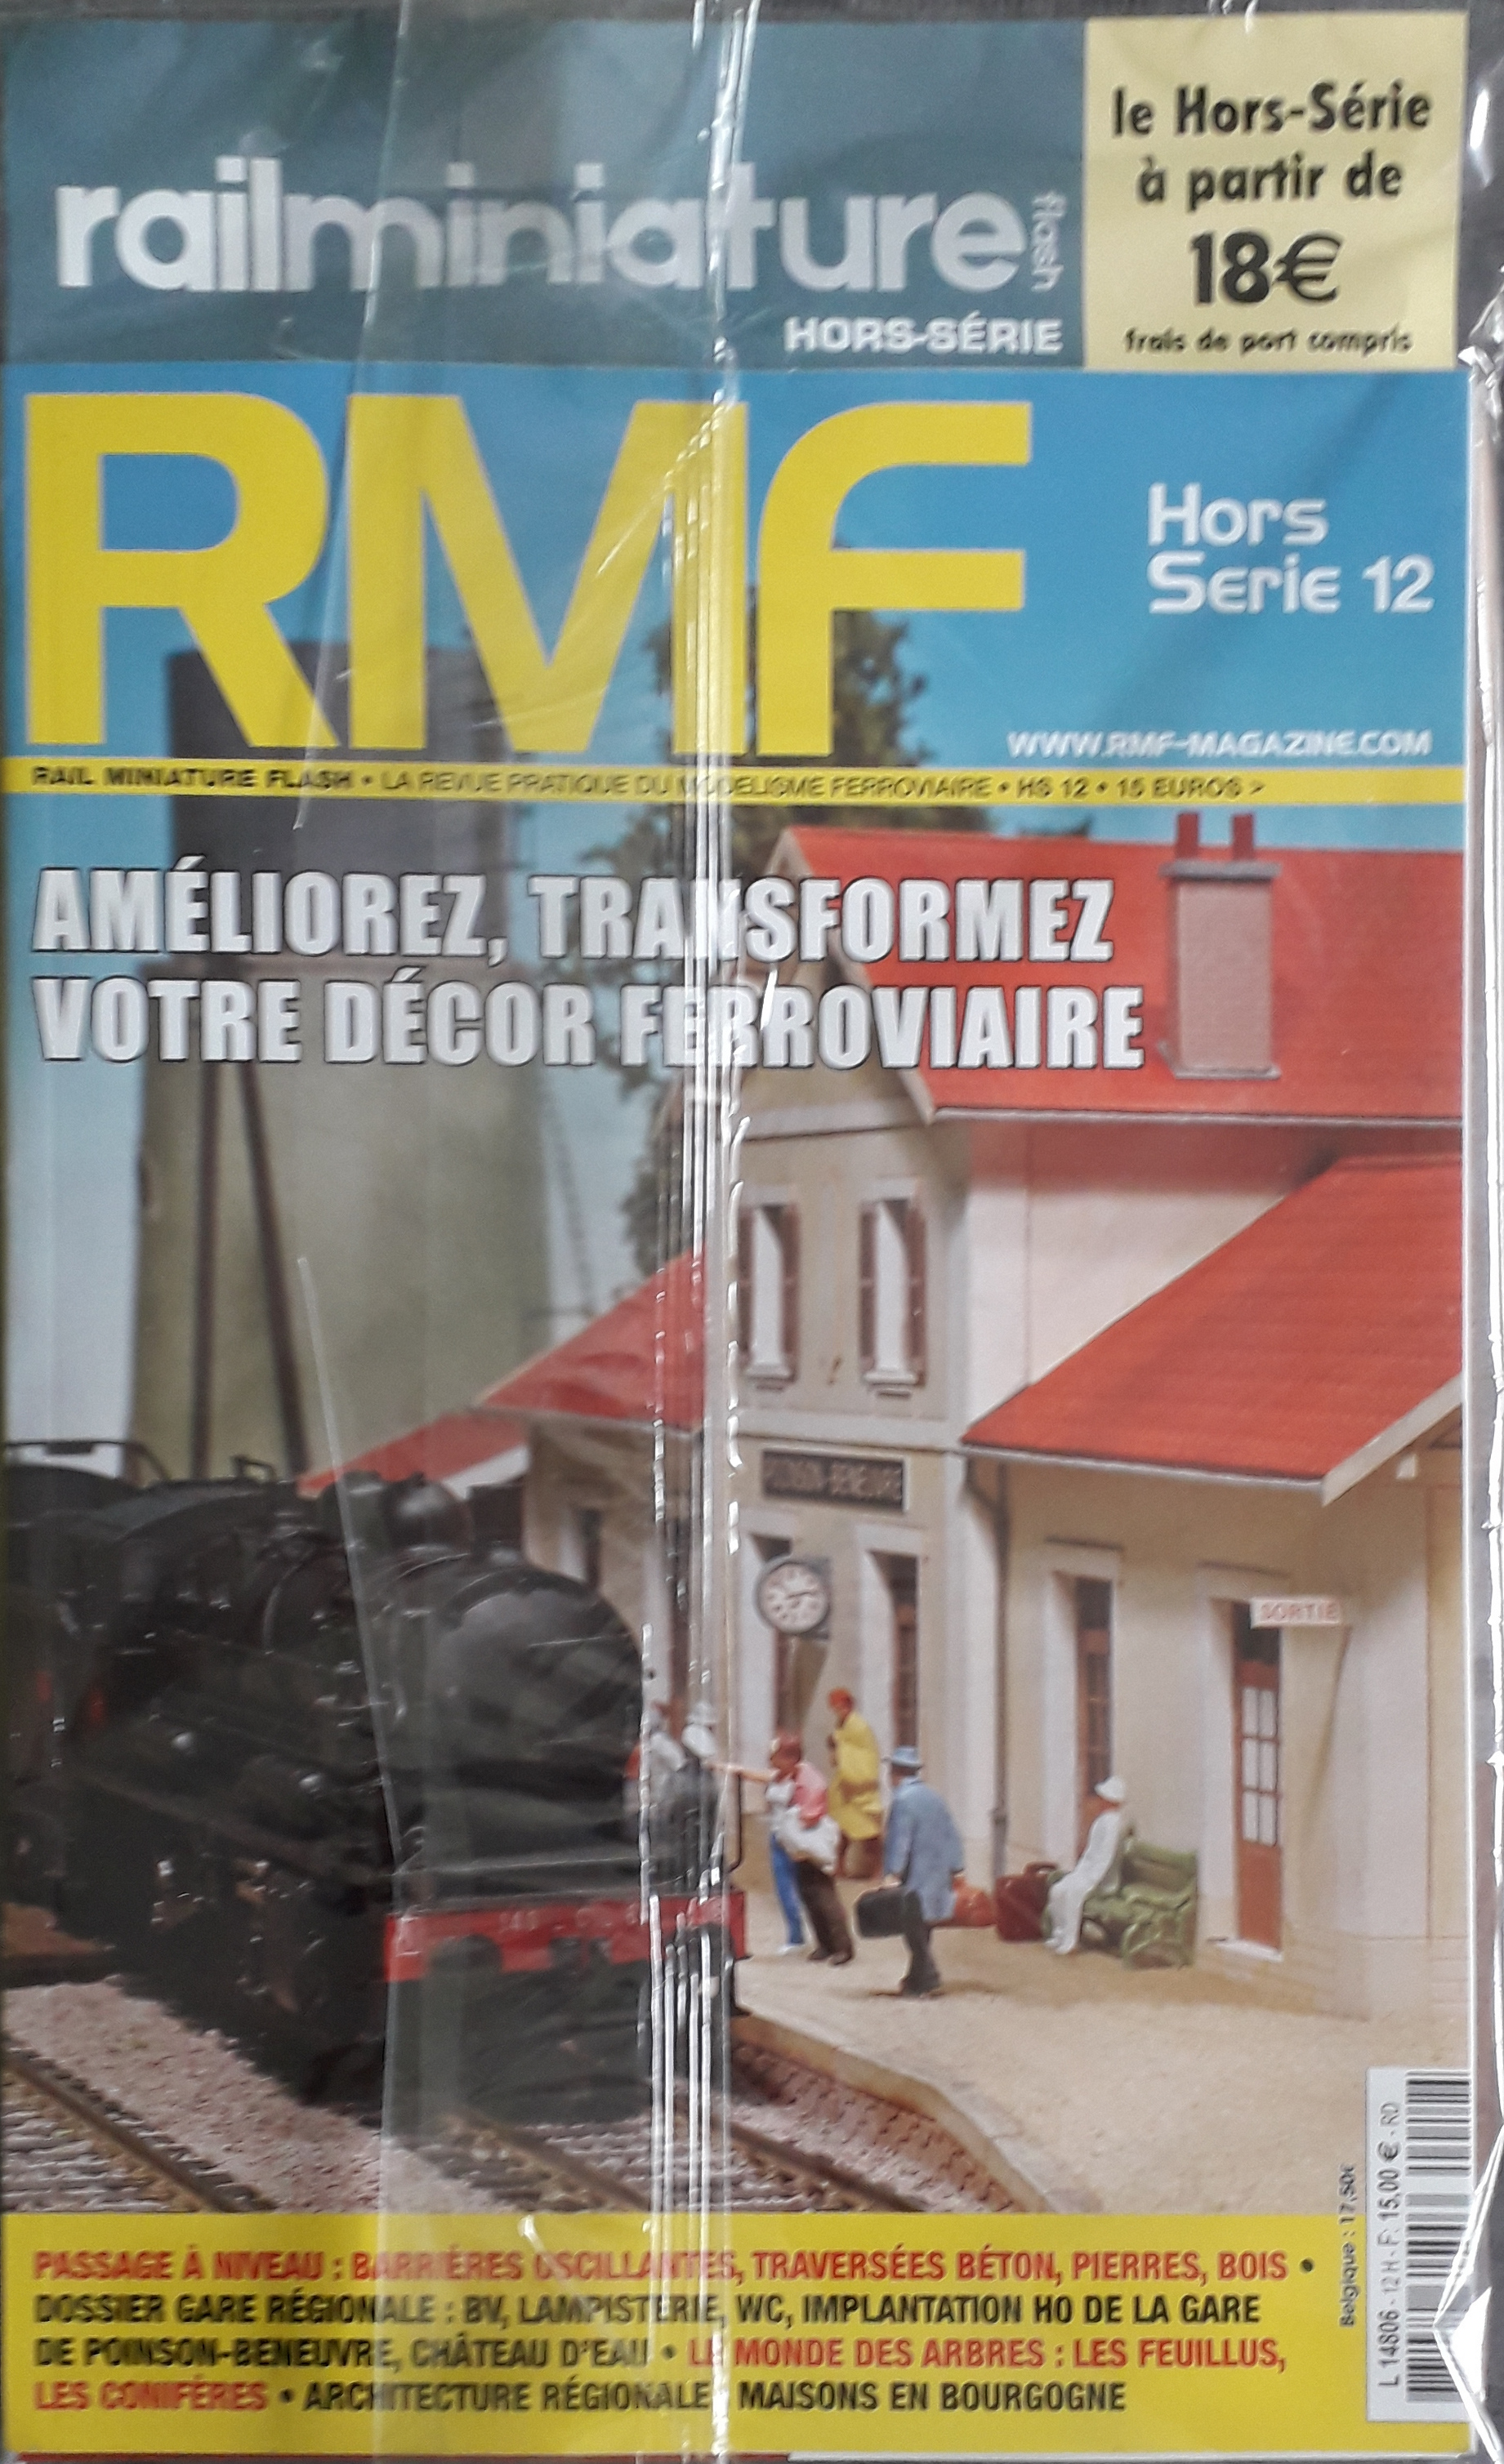 railminiature
flash
HORS-SÉRIE
le Hors-Série
à partir de
18€
frais de port compris
RMF
Hors
Serie 12
WWW.RMF-MAGAZINE.COM
RAIL MINIATURE FLASH • LA REVUE PRATIQUE DU MODELISME FERROVIAIRE • HS 12 • 15 EUROS >
AMÉLIOREZ, TRANSFORMEZ
VOTRE DÉCOR FERROVIAIRE
POINSON-BENEUVRE
SORTIE
PASSAGE À NIVEAU : BARRIÈRES OSCILLANTES, TRAVERSÉES BÉTON, PIERRES, BOIS •
DOSSIER GARE RÉGIONALE : BV, LAMPISTERIE, WC, IMPLANTATION HO DE LA GARE
DE POINSON-BENEUVRE, CHÂTEAU D'EAU • LE MONDE DES ARBRES : LES FEUILLUS,
LES CONIFÈRES • ARCHITECTURE RÉGIONALE MAISONS EN BOURGOGNE
Belgique : 17,50€
L 14806 - 12 H - F: 15,00 € - RD